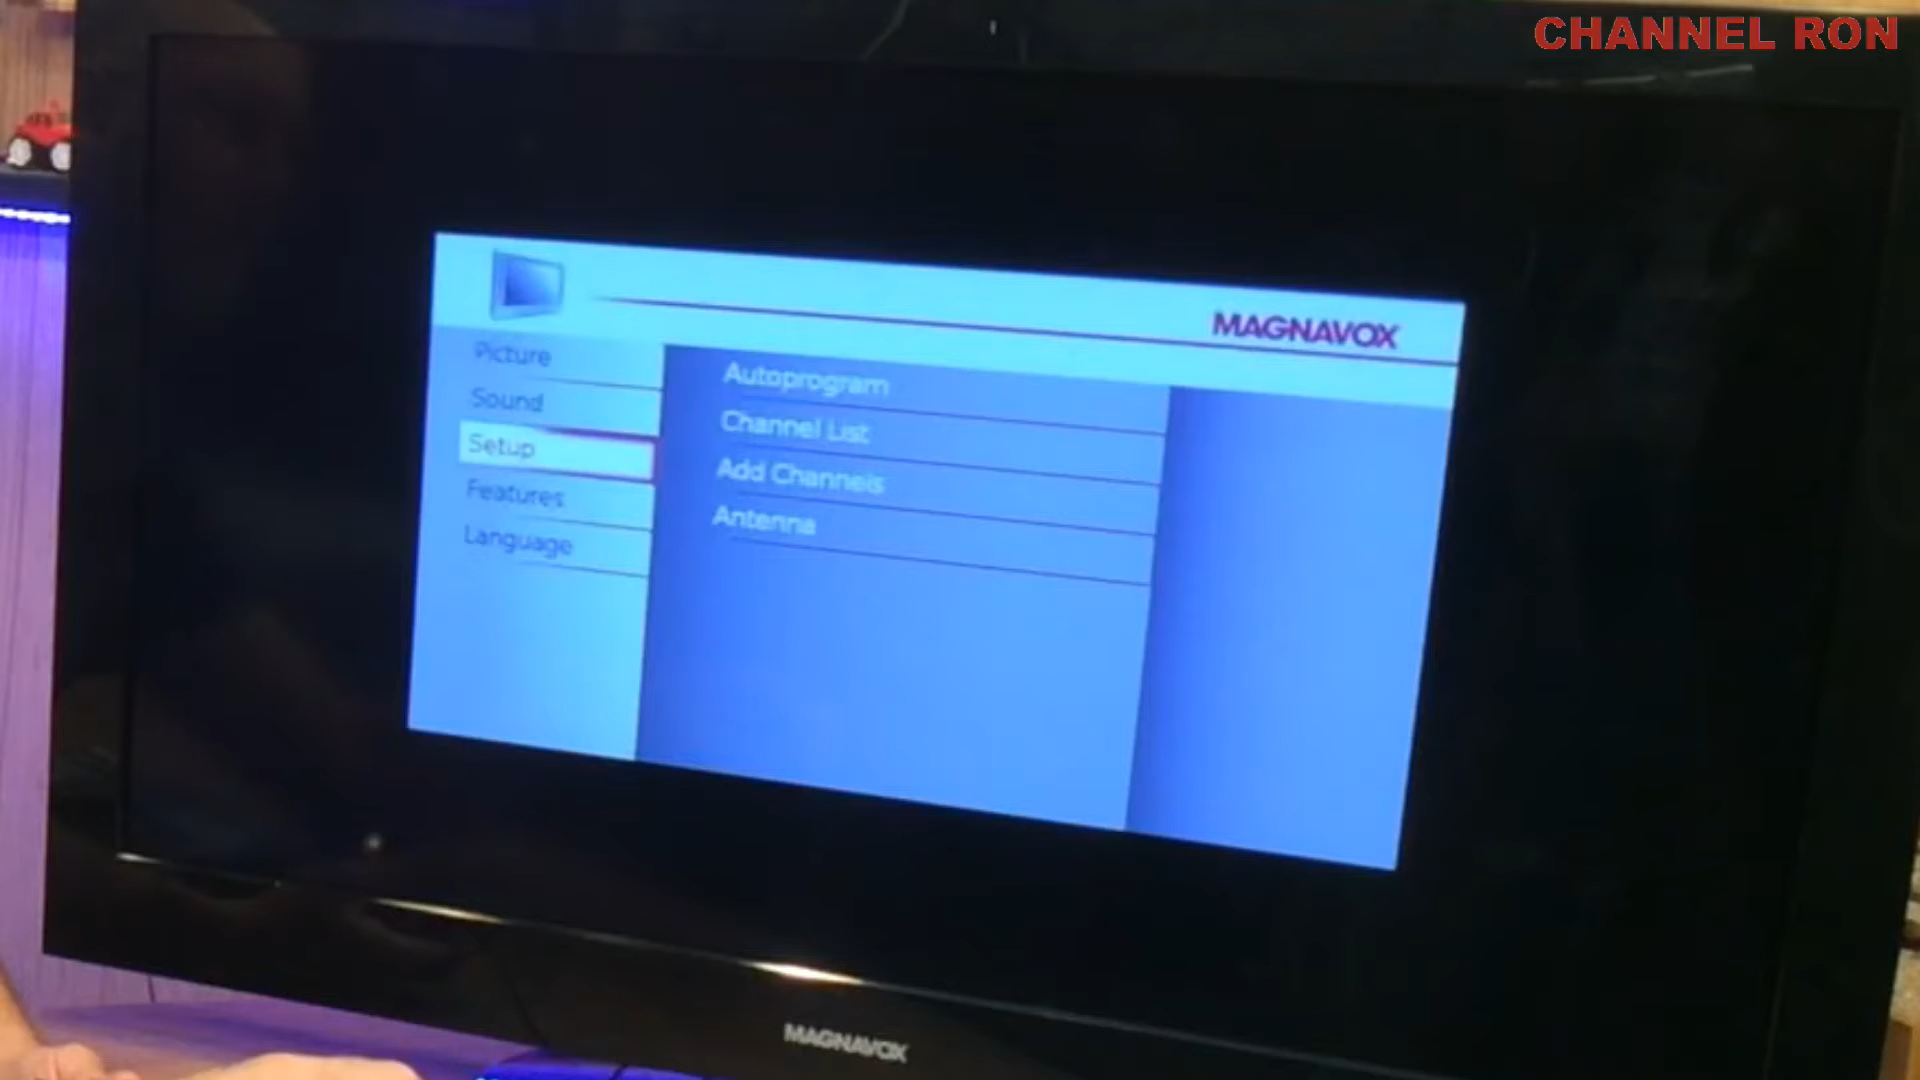 CHANNEL RON
MAGNAVOX
Picture
Sound
Setup
Features
Language
Autoprogram
Channel List
Add Channels
Antenna
MAGNAVOX